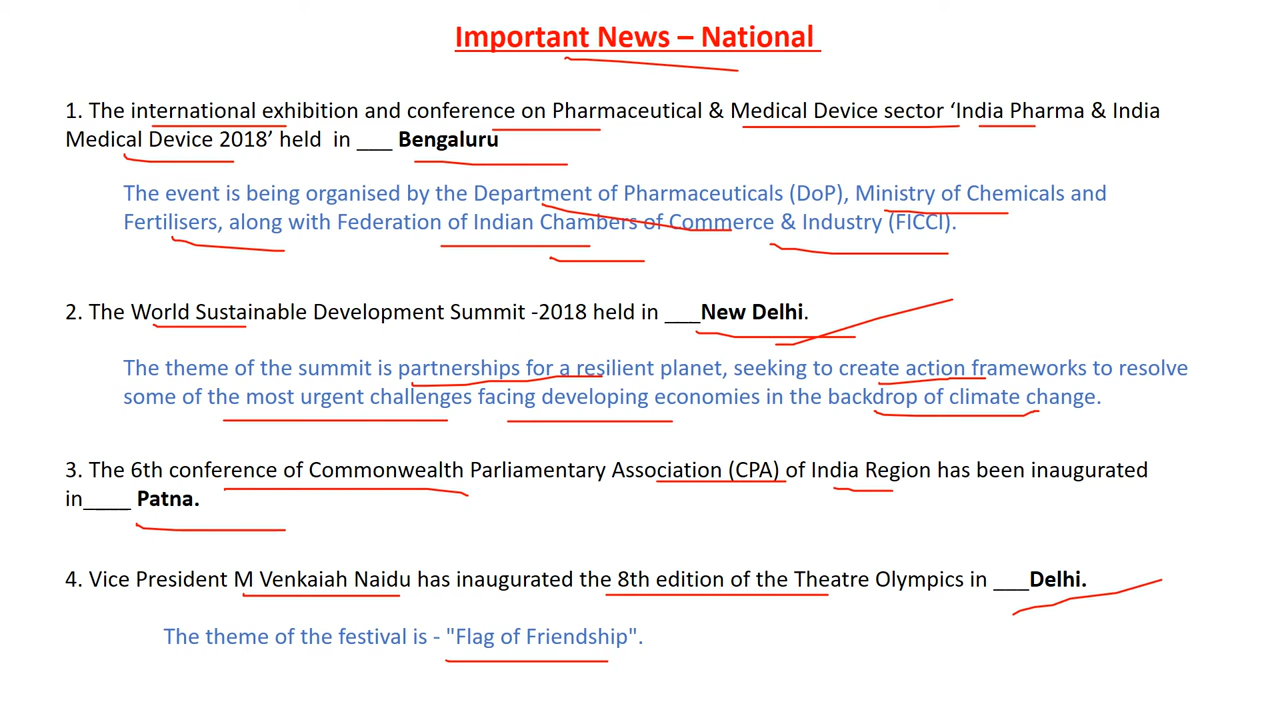 Important News – National
1. The international exhibition and conference on Pharmaceutical & Medical Device sector ‘India Pharma & India
Medical Device 2018’ held in ___ Bengaluru
The event is being organised by the Department of Pharmaceuticals (DoP), Ministry of Chemicals and
Fertilisers, along with Federation of Indian Chambers of Commerce & Industry (FICCI).
2. The World Sustainable Development Summit -2018 held in ___New Delhi.
The theme of the summit is partnerships for a resilient planet, seeking to create action frameworks to resolve
some of the most urgent challenges facing developing economies in the backdrop of climate change.
3. The 6th conference of Commonwealth Parliamentary Association (CPA) of India Region has been inaugurated
in____ Patna.
4. Vice President M Venkaiah Naidu has inaugurated the 8th edition of the Theatre Olympics in ___Delhi.
The theme of the festival is - "Flag of Friendship".